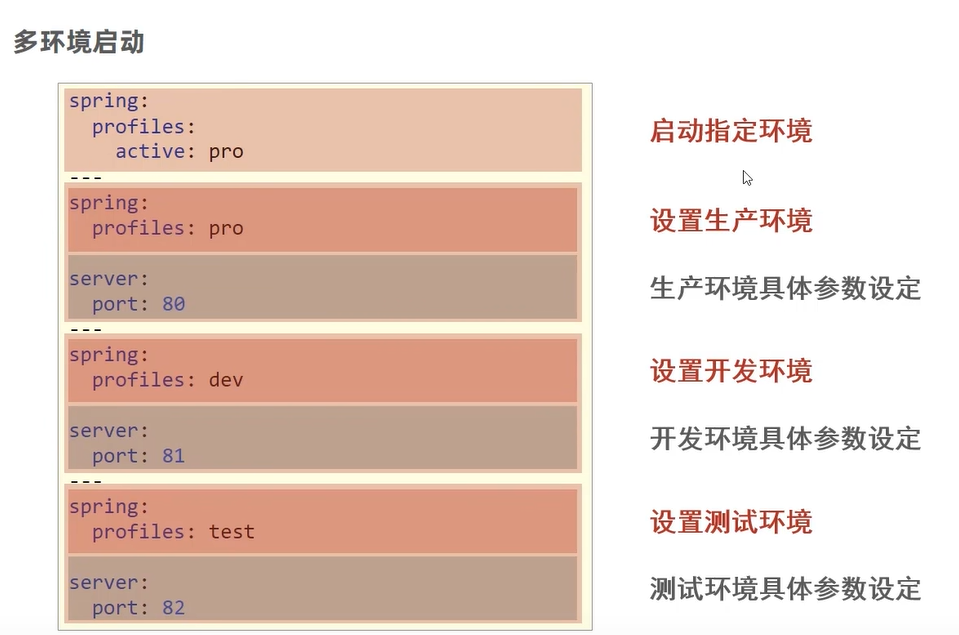 多环境启动
spring:
  profiles:
    active: pro
---
spring:
  profiles: pro
server:
  port: 80
---
spring:
  profiles: dev
server:
  port: 81
---
spring:
  profiles: test
server:
  port: 82
启动指定环境
设置生产环境
生产环境具体参数设定
设置开发环境
开发环境具体参数设定
设置测试环境
测试环境具体参数设定